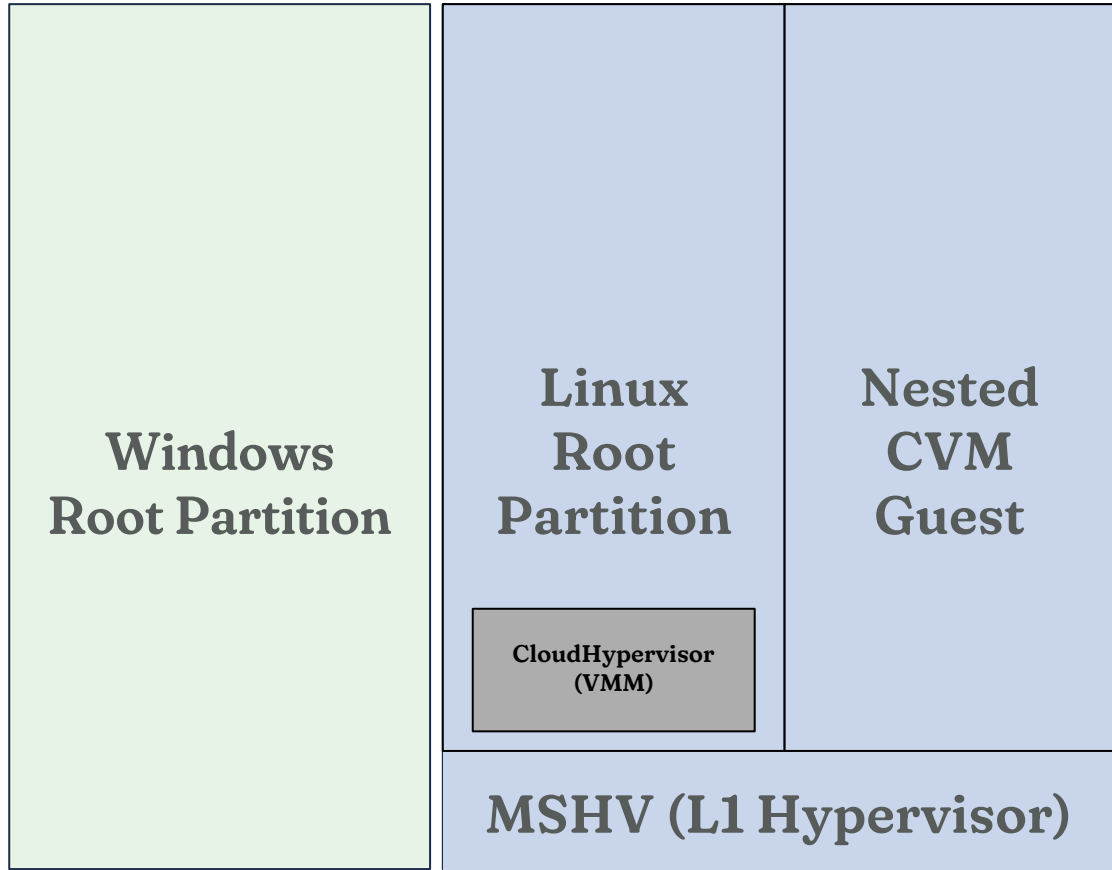 Windows
Root Partition
Linux
Root
Partition
CloudHypervisor
(VMM)
Nested
CVM
Guest
MSHV (L1 Hypervisor)